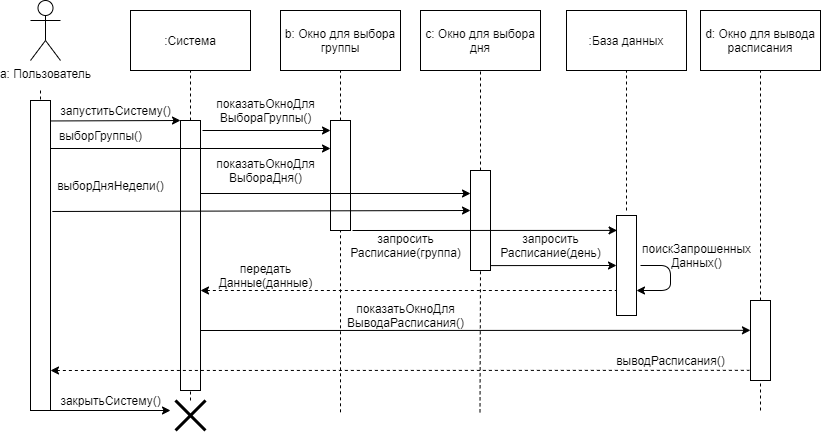 a: Пользователь
:Система
b: Окно для выбора
группы
c: Окно для выбора
дня
:База данных
d: Окно для вывода
расписания
запуститьСистему()
показатьОкноДля
ВыбораГруппы()
выборГруппы()
показатьОкноДля
ВыбораДня()
выборДняНедели()
запросить
Расписание(группа)
запросить
Расписание(день)
поискЗапрошенных
Данных()
передать
Данные(данные)
показатьОкноДля
ВыводаРасписания()
выводРасписания()
закрытьСистему()